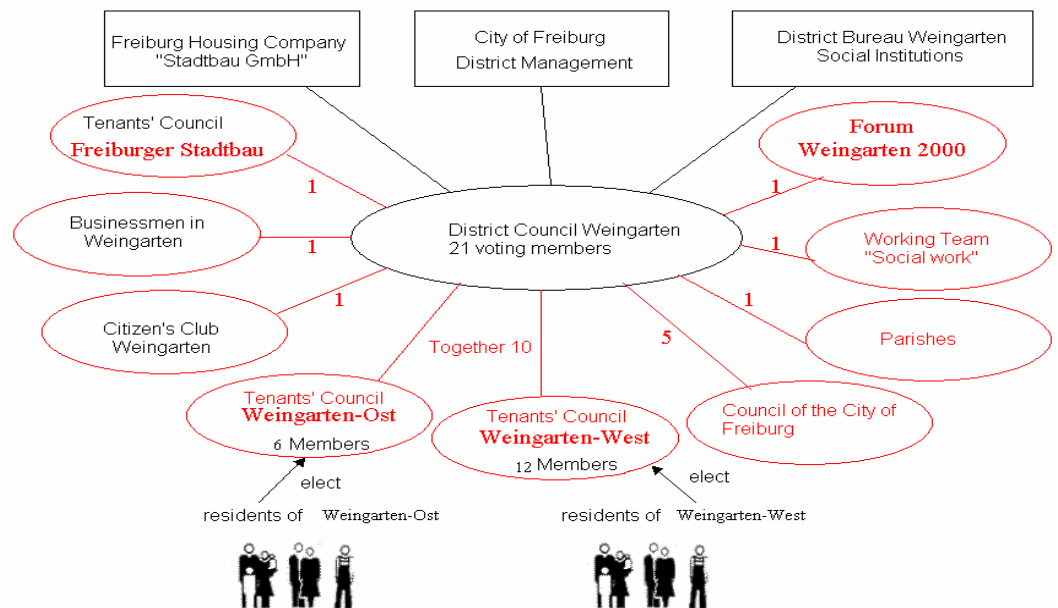 Freiburg Housing Company
"Stadtbau GmbH"
City of Freiburg
District Management
District Bureau Weingarten
Social Institutions
Tenants' Council
Freiburger Stadtbau
1
Forum
Weingarten 2000
1
Businessmen in
Weingarten
1
District Council Weingarten
21 voting members
Working Team
"Social work"
1
Citizen's Club
Weingarten
1
Parishes
1
Together 10
5
Tenants' Council
Weingarten-Ost
6 Members
Tenants' Council
Weingarten-West
12 Members
Council of the City of
Freiburg
elect
elect
residents of Weingarten-Ost
residents of Weingarten-West